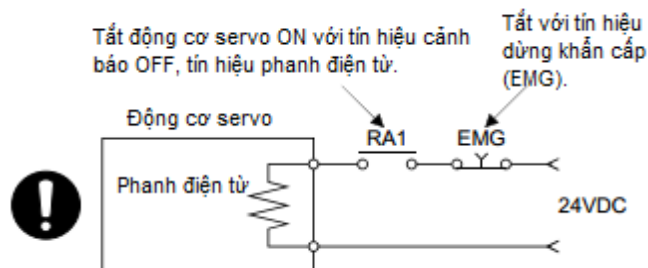 Tắt động cơ servo ON với tín hiệu cảnh
báo OFF, tín hiệu phanh điện từ.
Tắt với tín hiệu
dừng khẩn cấp
(EMG).
Động cơ servo
RA1
EMG
Phanh điện từ
24VDC